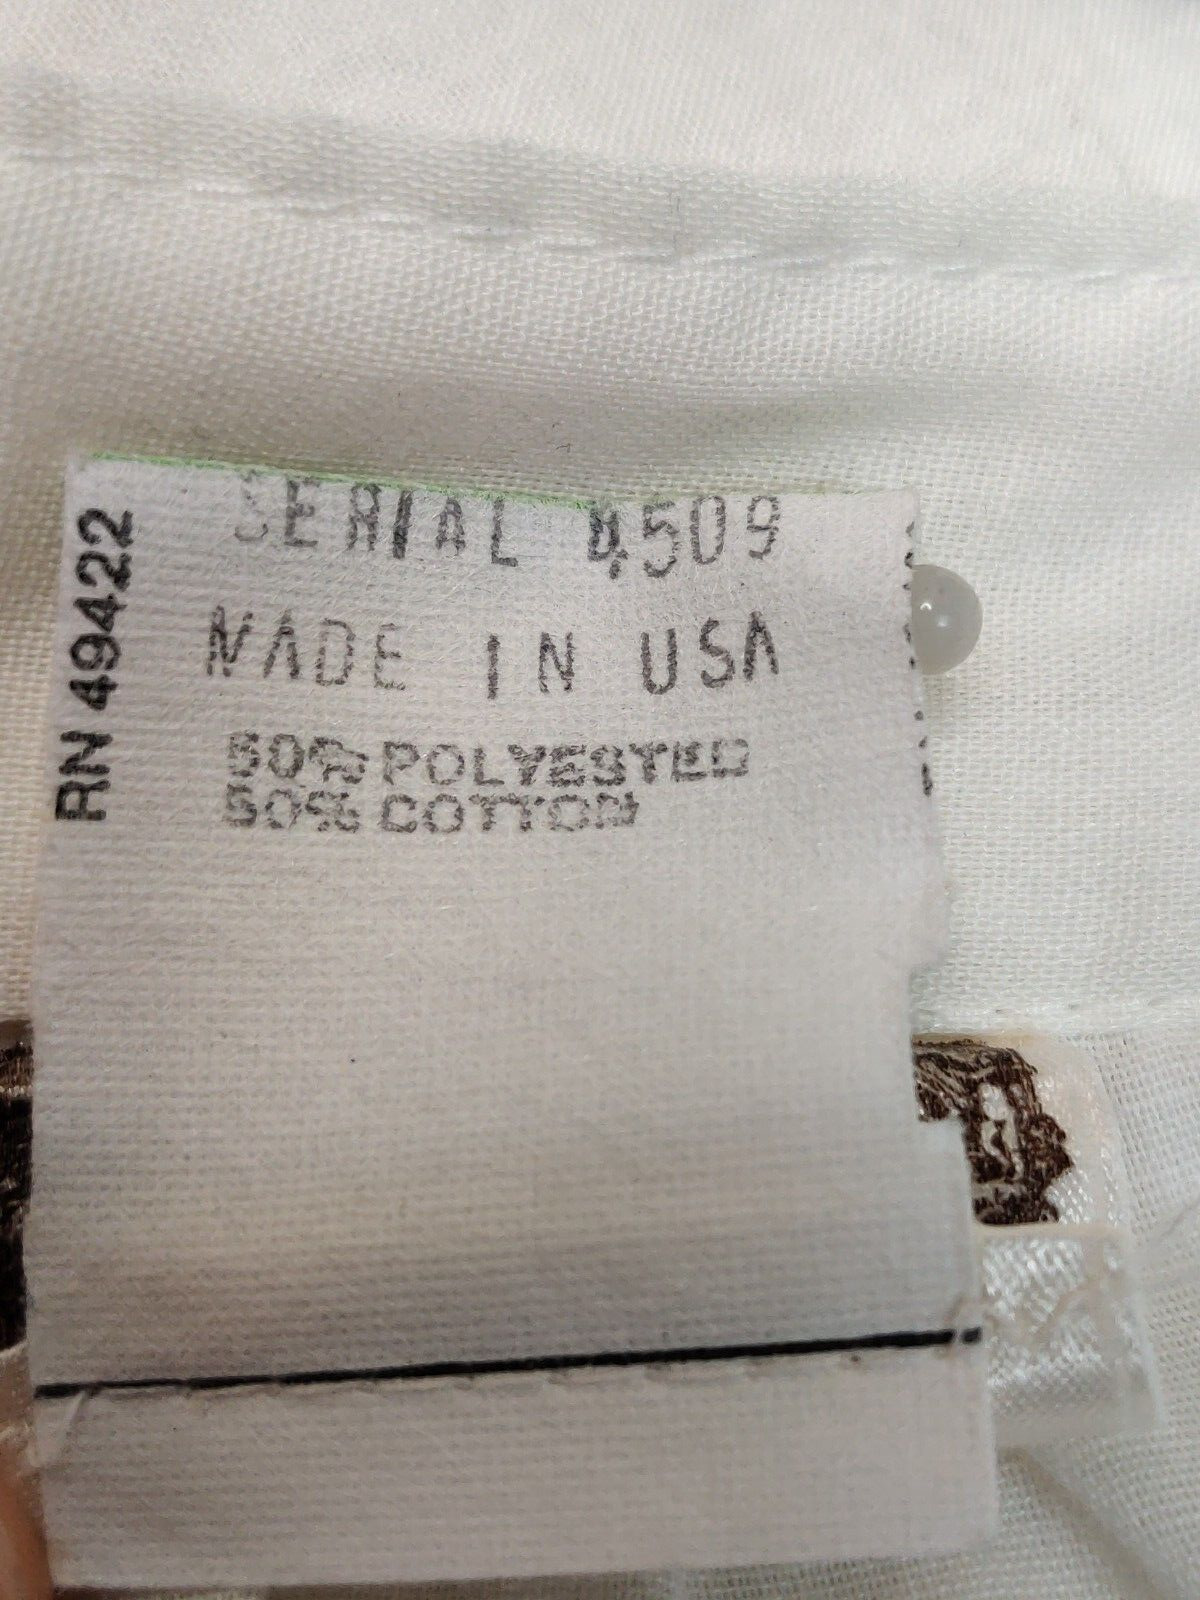 SERIAL 4509
MADE IN USA
50% POLYESTER
50% COTTON
RN 49422